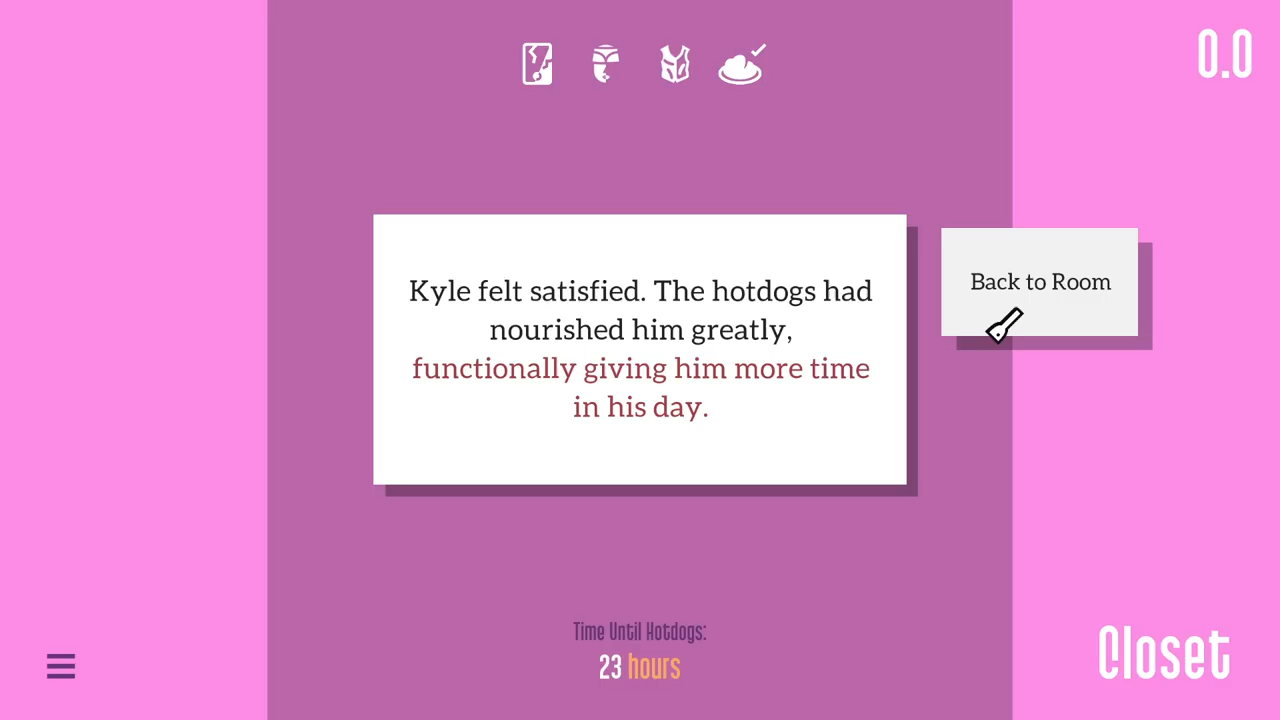 0.0
Kyle felt satisfied. The hotdogs had
nourished him greatly,
functionally giving him more time
in his day.
Back to Room
Time Until Hotdogs:
23 hours
Closet